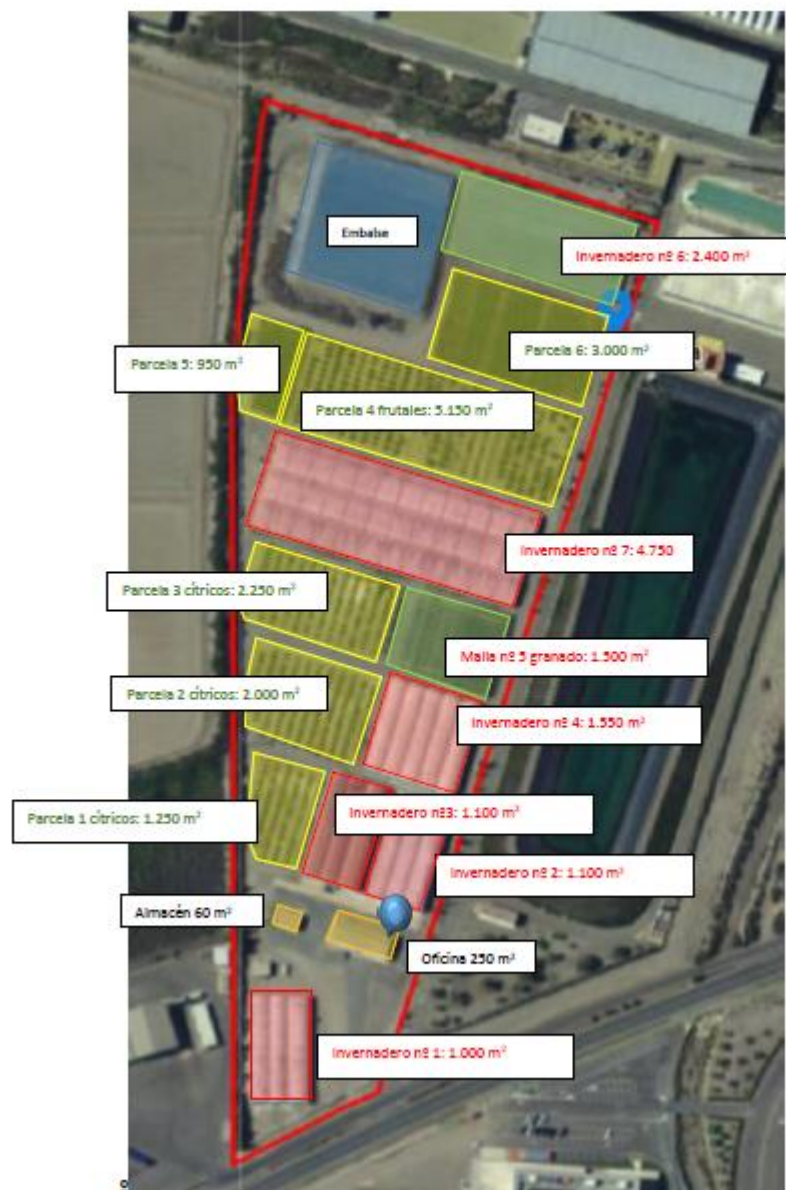 Embalse
Invernadero nº 6: 2.400 m²
Parcela 6: 3.000 m²
Parcela 5: 950 m²
Parcela 4 frutales: 5.150 m²
Invernadero nº 7: 4.750
Parcela 3 cítricos: 2.250 m²
Malla nº 5 granado: 1.500 m²
Parcela 2 cítricos: 2.000 m²
Invernadero nº 4: 1.550 m²
Invernadero nº3: 1.100 m²
Parcela 1 cítricos: 1.250 m²
Invernadero nº 2: 1.100 m²
Almacén 60 m²
Oficina 250 m²
Invernadero nº 1: 1.000 m²